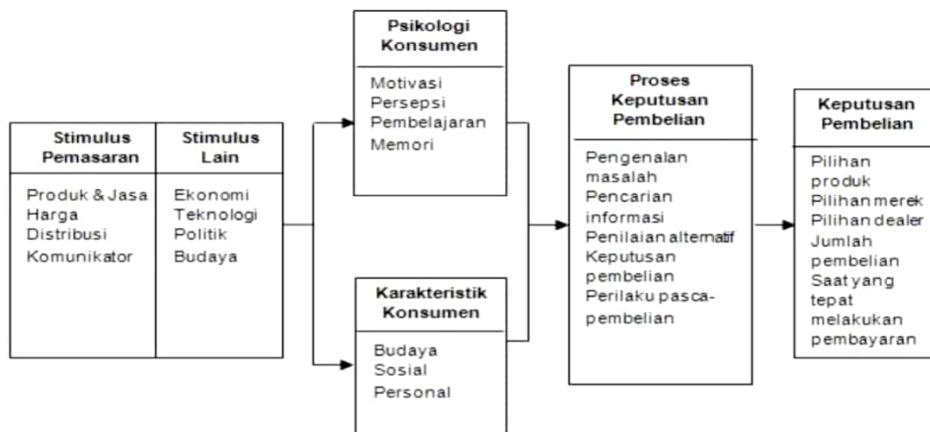 Stimulus
Pemasaran
Produk & Jasa
Harga
Distribusi
Komunikator
Stimulus
Lain
Ekonomi
Teknologi
Politik
Budaya
Psikologi
Konsumen
Motivasi
Persepsi
Pembelajaran
Memori
Karakteristik
Konsumen
Budaya
Sosial
Personal
Proses
Keputusan
Pembelian
Pengenalan
masalah
Pencarian
informasi
Penilaian alternatif
Keputusan
pembelian
Perilaku pasca-
pembelian
Keputusan
Pembelian
Pilihan
produk
Pilihan merek
Pilihan dealer
Jumlah
pembelian
Saat yang
tepat
melakukan
pembayaran